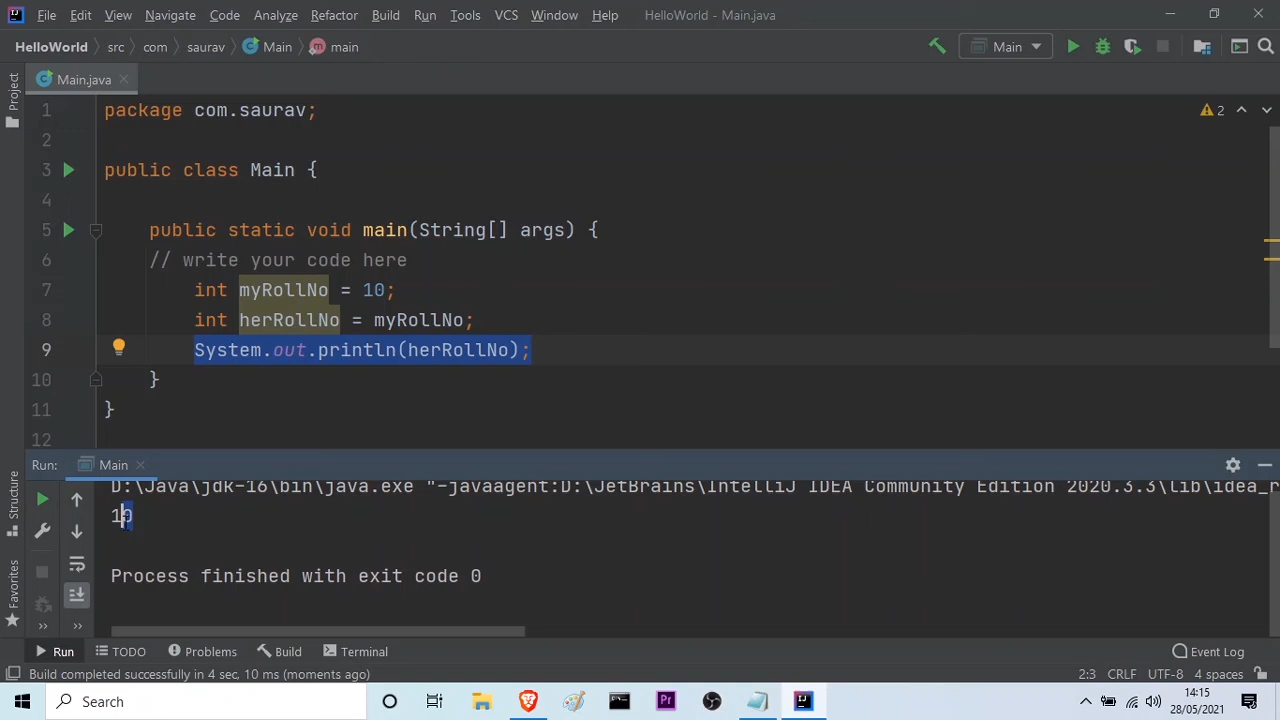 File Edit View Navigate Code Analyze Refactor Build Run Tools VCS Window Help HelloWorld - Main.java
HelloWorld src com saurav Main main Main
Project
Main.java
1 package com.saurav; 2
2
3 public class Main {
4
5 public static void main(String[] args) {
6 // write your code here
7 int myRollNo = 10;
8 int herRollNo = myRollNo;
9 System.out.println(herRollNo);
10 }
11 }
12
Run: Main
Structure
Favorites
D:\Java\jdk-16\bin\java.exe "-javaagent:D:\JetBrains\IntelliJ IDEA Community Edition 2020.3.3\lib\idea_r
10
Process finished with exit code 0
Run TODO Problems Build Terminal Event Log
Build completed successfully in 4 sec, 10 ms (moments ago) 2:3 CRLF UTF-8 4 spaces
Search
Pr
14:15
28/05/2021